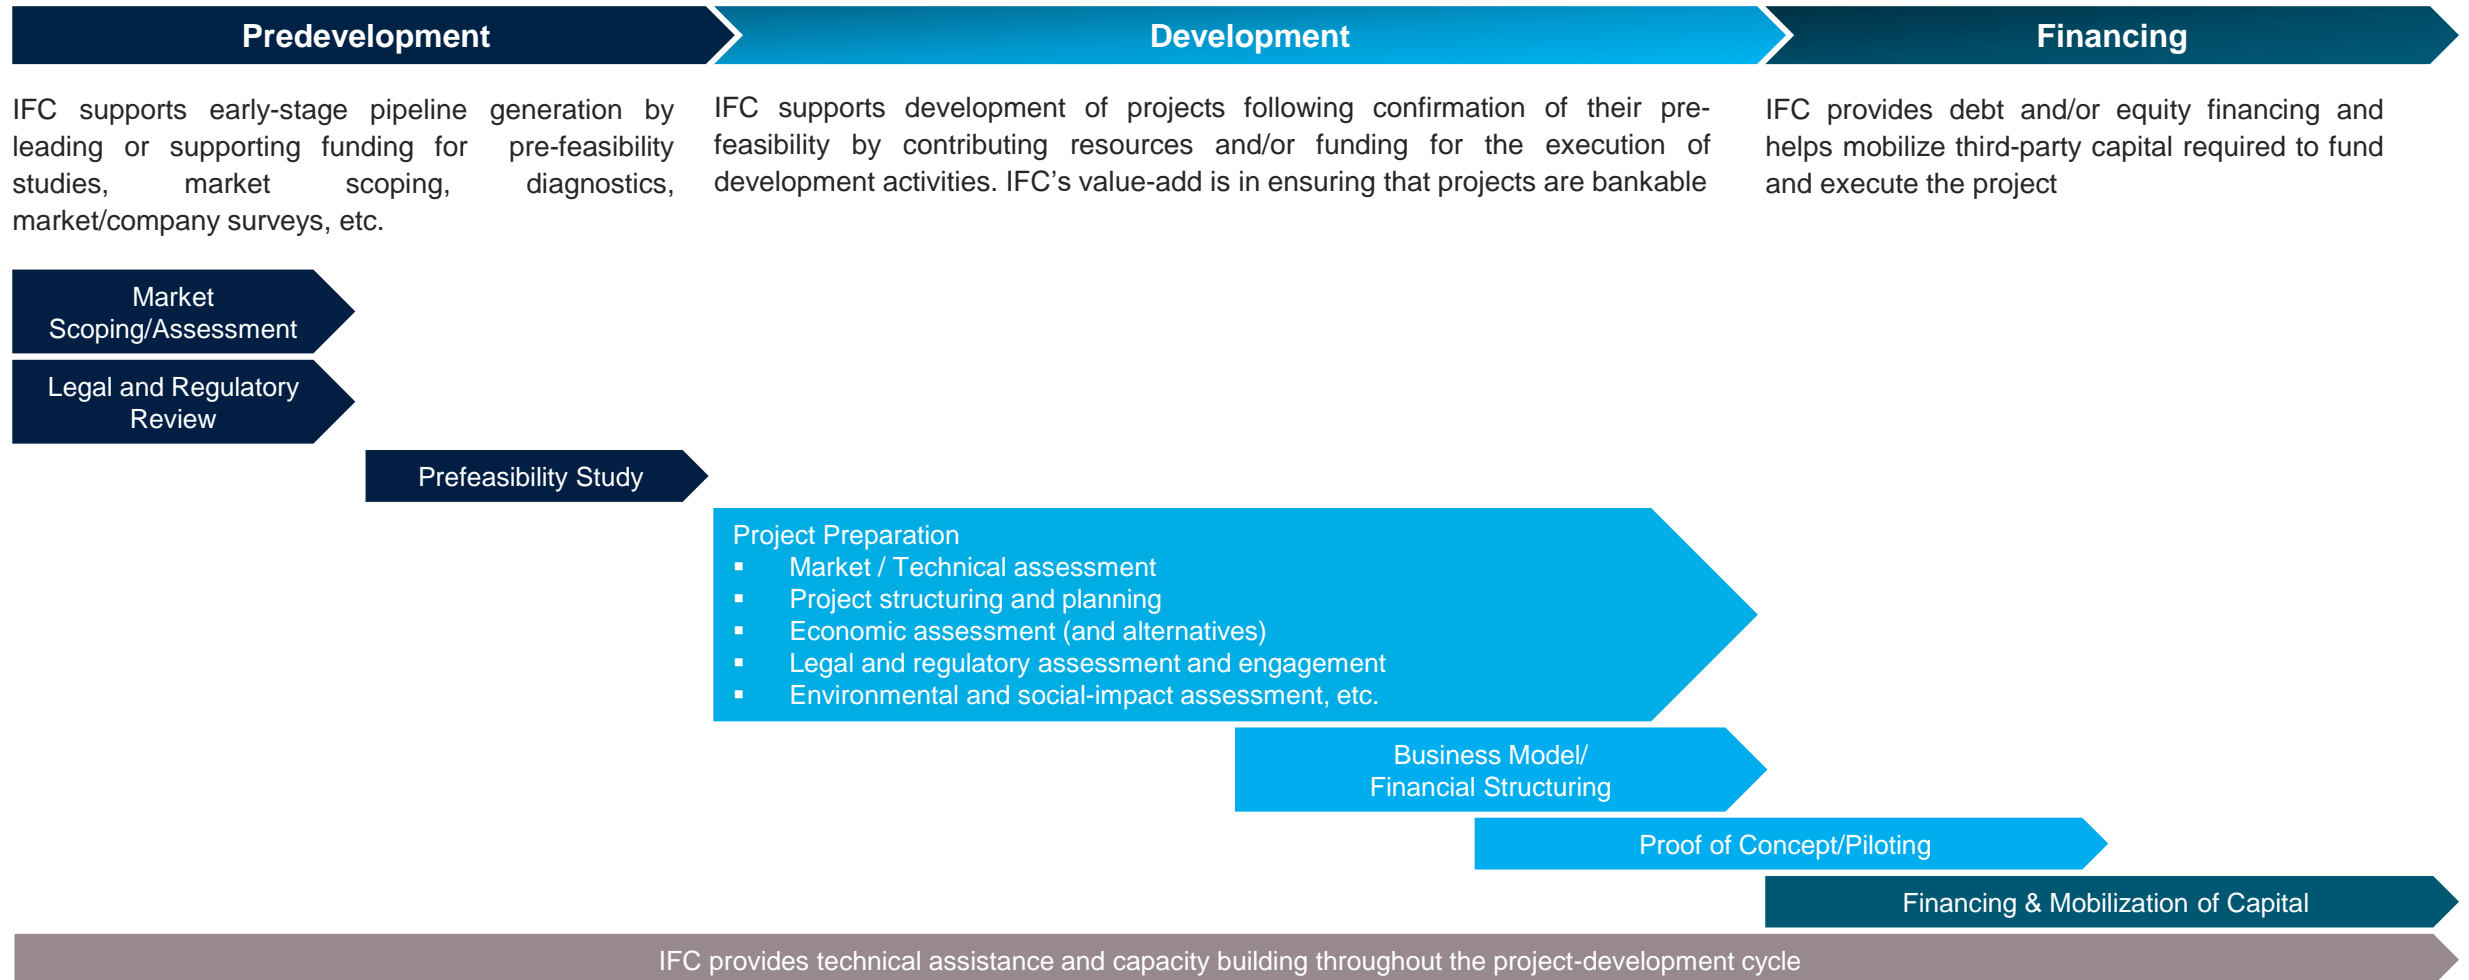 Predevelopment
Development
Financing
IFC supports early-stage pipeline generation by
leading or supporting funding for pre-feasibility
studies, market scoping, diagnostics,
market/company surveys, etc.
IFC supports development of projects following confirmation of their pre-
feasibility by contributing resources and/or funding for the execution of
development activities. IFC's value-add is in ensuring that projects are bankable
IFC provides debt and/or equity financing and
helps mobilize third-party capital required to fund
and execute the project
Market
Scoping/Assessment
Legal and Regulatory
Review
Prefeasibility Study
Project Preparation
▪ Market / Technical assessment
▪ Project structuring and planning
▪ Economic assessment (and alternatives)
▪ Legal and regulatory assessment and engagement
▪ Environmental and social-impact assessment, etc.
Business Model/
Financial Structuring
Proof of Concept/Piloting
Financing & Mobilization of Capital
IFC provides technical assistance and capacity building throughout the project-development cycle